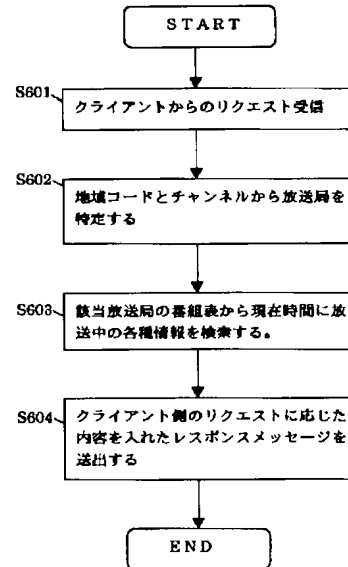 START
S601
クライアントからのリクエスト受信
S602
地域コードとチャンネルから放送局を
特定する
S603
該当放送局の番組表から現在時間に放
送中の各種情報を検索する。
S604
クライアント側のリクエストに応じた
内容を入れたレスポンスメッセージを
送出する
END